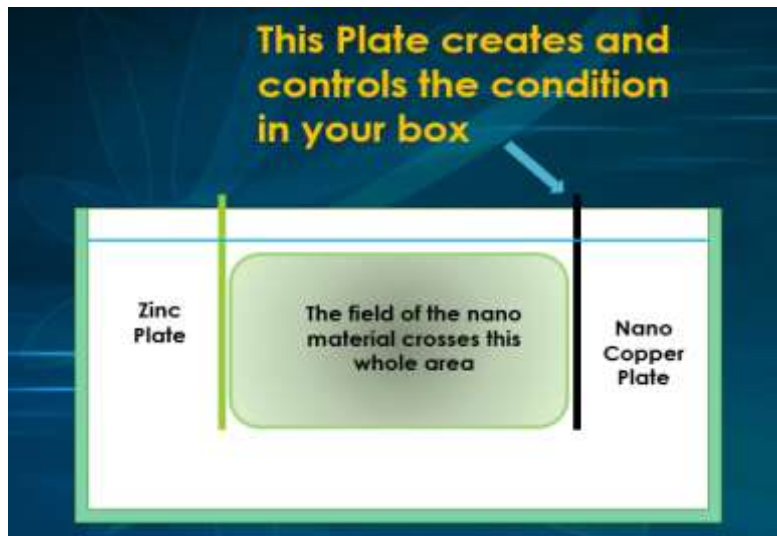 This Plate creates and
controls the condition
in your box
Zinc
Plate
The field of the nano
material crosses this
whole area
Nano
Copper
Plate